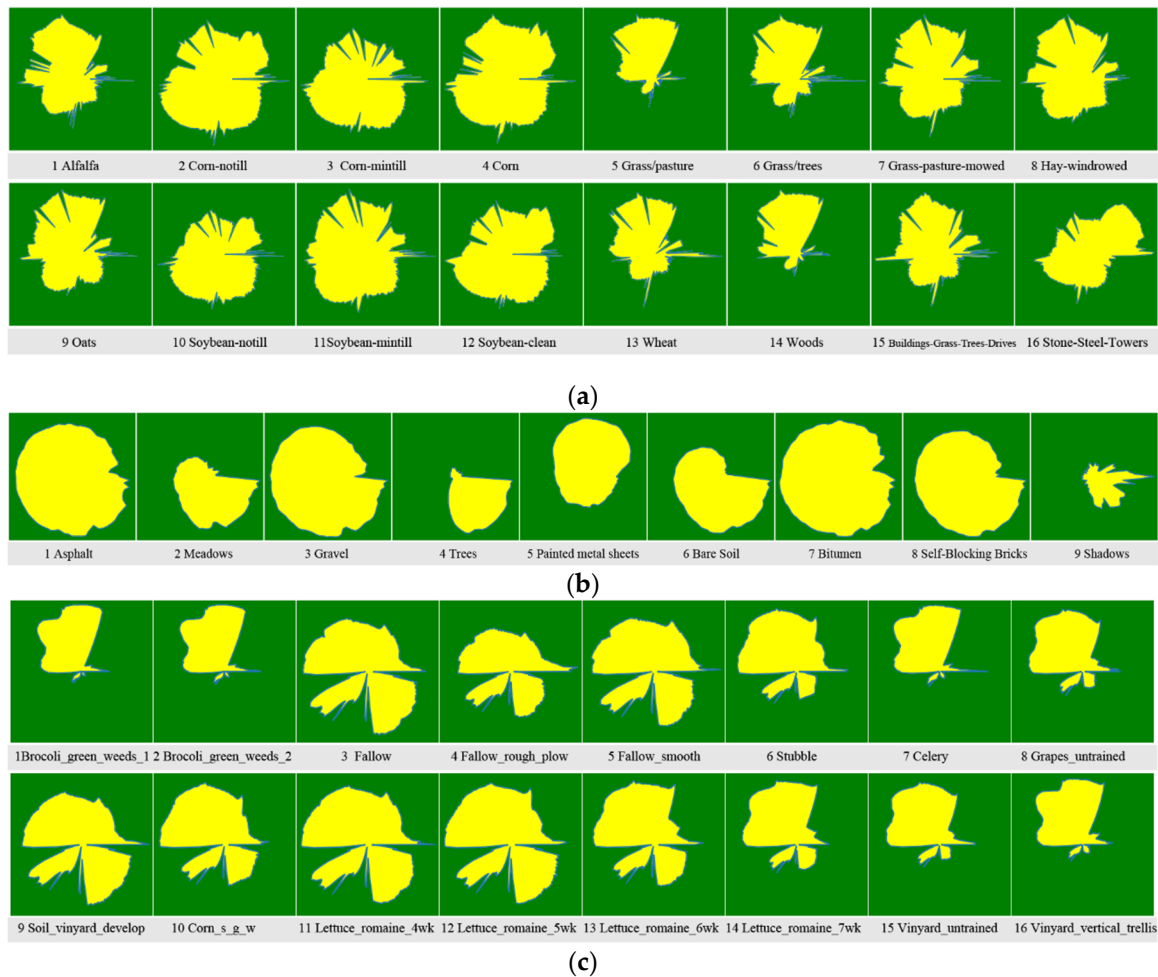 1 Alfalfa 2 Corn-notill 3 Corn-mintill 4 Corn 5 Grass/pasture 6 Grass/trees 7 Grass-pasture-mowed 8 Hay-windrowed
9 Oats 10 Soybean-notill 11Soybean-mintill 12 Soybean-clean 13 Wheat 14 Woods 15 Buildings-Grass-Trees-Drives 16 Stone-Steel-Towers
(a)
1 Asphalt 2 Meadows 3 Gravel 4 Trees 5 Painted metal sheets 6 Bare Soil 7 Bitumen 8 Self-Blocking Bricks 9 Shadows
(b)
1Brocoli_green_weeds_1 2 Brocoli_green_weeds_2 3 Fallow 4 Fallow_rough_plow 5 Fallow_smooth 6 Stubble 7 Celery 8 Grapes_untrained
9 Soil_vinyard_develop 10 Corn_s_g_w 11 Lettuce_romaine_4wk 12 Lettuce_romaine_5wk 13 Lettuce_romaine_6wk 14 Lettuce_romaine_7wk 15 Vinyard_untrained 16 Vinyard_vertical_trellis
(c)